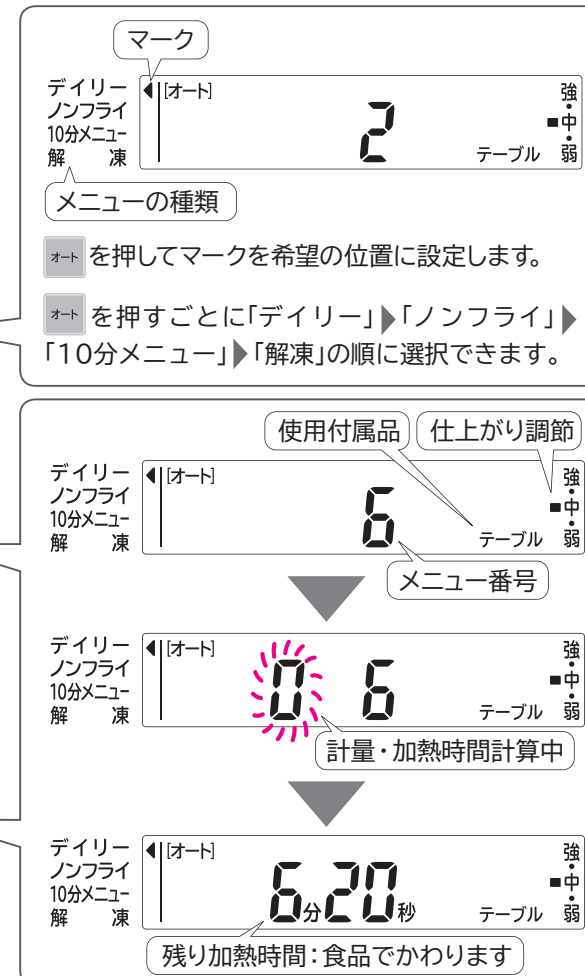 マーク
デイリー
ノンフライ
10分メニュー
解 凍
[オート]
2
テーブル
強
中
弱
メニューの種類
オート を押してマークを希望の位置に設定します。
オート を押すごとに「デイリー」▶「ノンフライ」▶
「10分メニュー」▶「解凍」の順に選択できます。
使用付属品
仕上がり調節
デイリー
ノンフライ
10分メニュー
解 凍
[オート]
6
テーブル
強
中
弱
メニュー番号
デイリー
ノンフライ
10分メニュー
解 凍
[オート]
0 6
テーブル
強
中
弱
計量・加熱時間計算中
デイリー
ノンフライ
10分メニュー
解 凍
[オート]
6分20秒
テーブル
強
中
弱
残り加熱時間：食品でかわります